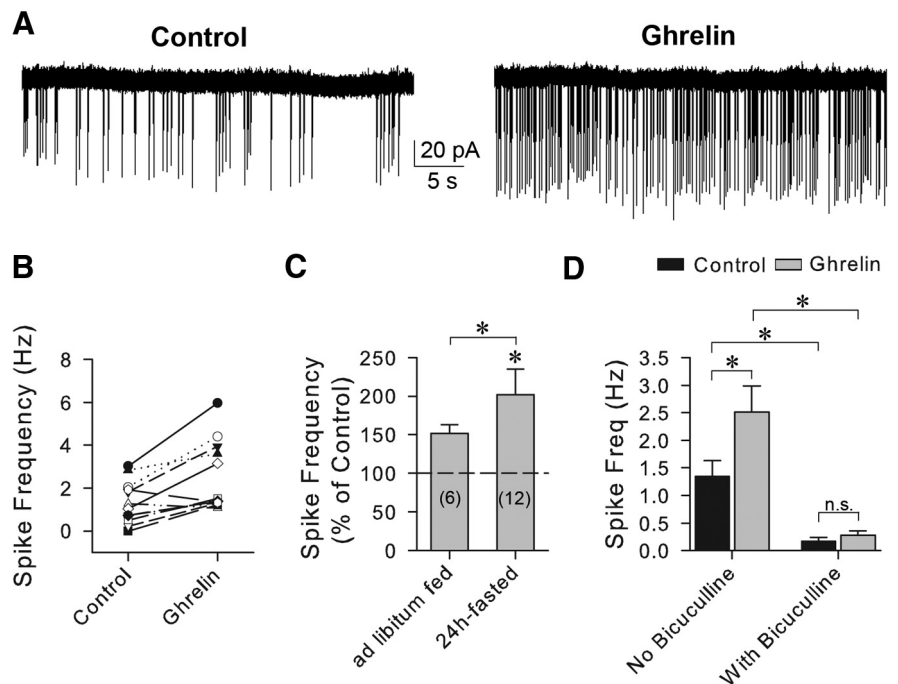 A
Control
Ghrelin
20 pA
5 s
B
Spike Frequency (Hz)
8
6
4
2
0
Control
Ghrelin
C
Spike Frequency
(% of Control)
250
200
150
100
50
0
*
*
(6)
(12)
ad libitum fed
24h-fasted
D
Control
Ghrelin
Spike Freq (Hz)
3.5
3.0
2.5
1.5
1.0
0.5
0.0
*
*
*
n.s.
No Bicuculline
With Bicuculline